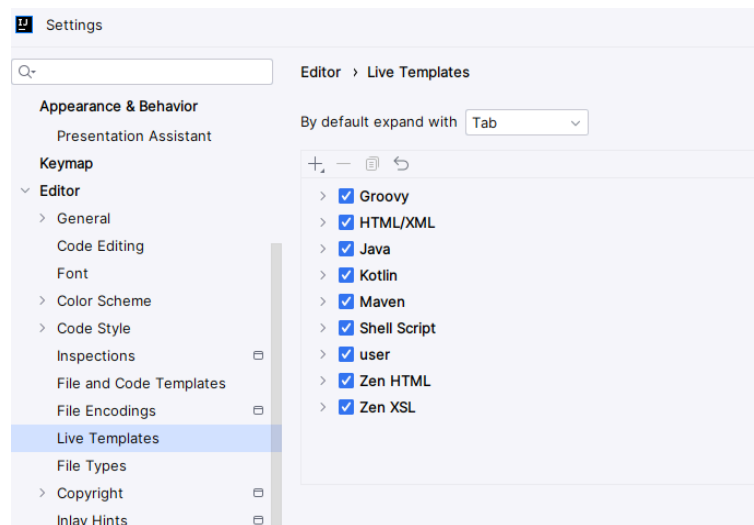 Settings
Appearance & Behavior
Presentation Assistant
Keymap
Editor
General
Code Editing
Font
Color Scheme
Code Style
Inspections
File and Code Templates
File Encodings
Live Templates
File Types
Copyright
Inlay Hints
Editor › Live Templates
By default expand with Tab
Groovy
HTML/XML
Java
Kotlin
Maven
Shell Script
user
Zen HTML
Zen XSL